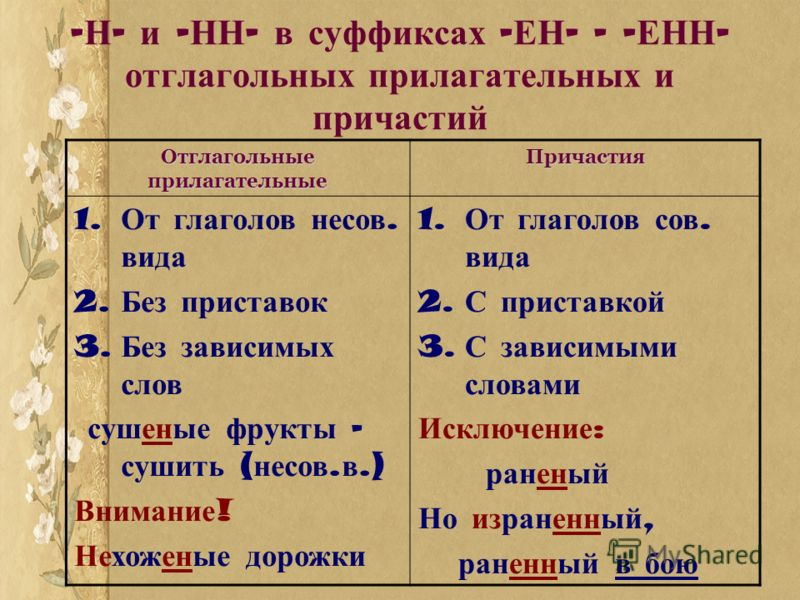 -Н- и -НН- в суффиксах -ЕН- - -ЕНН-
отглагольных прилагательных и
причастий
Отглагольные
прилагательные
1. От глаголов несов.
вида
2. Без приставок
3. Без зависимых
слов
сушеные фрукты -
сушить (несов.в.)
Внимание!
Нехоженые дорожки
Причастия
1. От глаголов сов.
вида
2. С приставкой
3. С зависимыми
словами
Исключение:
раненый
Но израненный,
раненный в бою
MyShared